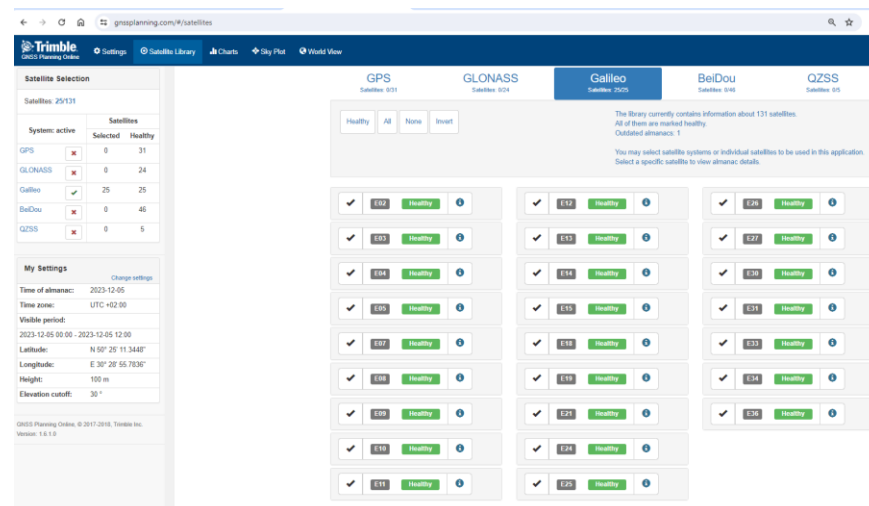 gnssplanning.com/#/satellites
Trimble.
GNSS Planning Online
Settings
Satellite Library
Charts
Sky Plot
World View
Satellite Selection
Satellites: 25/131
System: active
Satellites
Selected
Healthy
GPS 0 31
GLONASS 0 24
Galileo 25 25
BeiDou 0 46
QZSS 0 5
My Settings
Change settings
Time of almanac: 2023-12-05
Time zone: UTC +02:00
Visible period:
2023-12-05 00:00 - 2023-12-05 12:00
Latitude: N 50° 25' 11.3448"
Longitude: E 30° 28' 55.7836"
Height: 100 m
Elevation cutoff: 30 °
GNSS Planning Online, © 2017-2018, Trimble Inc.
Version: 1.6.1.0
GPS
Satellites: 0/31
GLONASS
Satellites: 0/24
Galileo
Satellites: 25/25
BeiDou
Satellites: 0/46
QZSS
Satellites: 0/5
Healthy All None Invert
The library currently contains information about 131 satellites.
All of them are marked healthy.
Outdated almanacs: 1
You may select satellite systems or individual satellites to be used in this application.
Select a specific satellite to view almanac details.
E02 Healthy
E12 Healthy
E26 Healthy
E03 Healthy
E13 Healthy
E27 Healthy
E04 Healthy
E14 Healthy
E30 Healthy
E05 Healthy
E15 Healthy
E31 Healthy
E07 Healthy
E18 Healthy
E33 Healthy
E08 Healthy
E19 Healthy
E34 Healthy
E09 Healthy
E21 Healthy
E36 Healthy
E10 Healthy
E24 Healthy
E11 Healthy
E25 Healthy